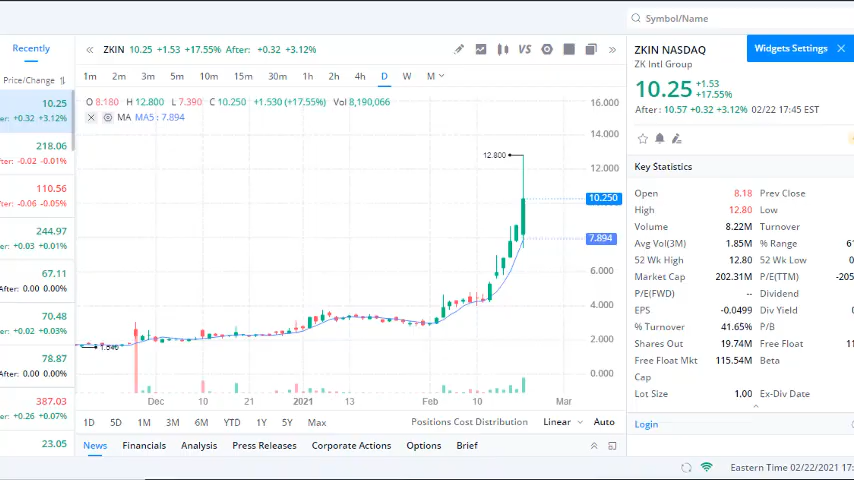 Symbol/Name
Recently
ZKIN 10.25 +1.53 +17.55% After: +0.32 +3.12%
VS
ZKIN NASDAQ
Widgets Settings
ZK Intl Group
10.25 +1.53 +17.55%
After : 10.57 +0.32 +3.12% 02/22 17:45 EST
Price/Change
1m 2m 3m 5m 10m 15m 30m 1h 2h 4h D W M
10.25
er: +0.32 +3.12%
218.06
fter: -0.02 -0.01%
110.56
ter: -0.06 -0.05%
244.97
er: +0.03 +0.01%
67.11
After: 0.00 0.00%
70.48
er: +0.02 +0.03%
78.87
After: 0.00 0.00%
387.03
er: +0.26 +0.07%
23.05
O 8.180 H 12.800 L 7.390 C 10.250 +1.530 (+17.55%) Vol 8,190,066
MA MA5 : 7.894
16.000
14.000
12.000
10.250
7.894
6.000
4.000
2.000
0.000
12.800
1.546
Dec 10 21 2021 13 Feb 10 Mar
1D 5D 1M 3M 6M YTD 1Y 5Y Max
Positions Cost Distribution Linear Auto
News Financials Analysis Press Releases Corporate Actions Options Brief
Key Statistics
Open 8.18 Prev Close
High 12.80 Low
Volume 8.22M Turnover
Avg Vol(3M) 1.85M % Range 61
52 Wk High 12.80 52 Wk Low 0
Market Cap 202.31M P/E(TTM) -205
P/E(FWD) -- Dividend
EPS -0.0499 Div Yield 0
% Turnover 41.65% P/B
Shares Out 19.74M Free Float 11
Free Float Mkt Cap 115.54M Beta
Lot Size 1.00 Ex-Div Date
Login
Eastern Time 02/22/2021 17: